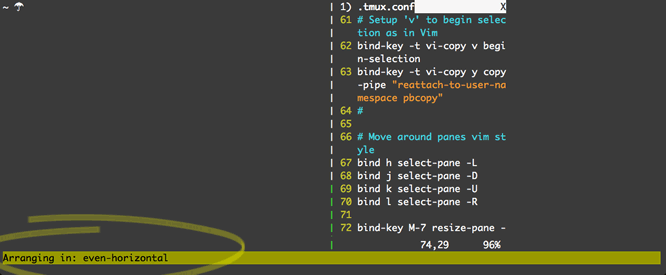 ~ ☂
1) .tmux.conf X
61 # Setup 'v' to begin selec
tion as in Vim
62 bind-key -t vi-copy v begi
n-selection
63 bind-key -t vi-copy y copy
-pipe "reattach-to-user-na
mespace pbcopy"
64 #
65
66 # Move around panes vim st
yle
67 bind h select-pane -L
68 bind j select-pane -D
69 bind k select-pane -U
70 bind l select-pane -R
71
72 bind-key M-7 resize-pane -
74,29 96%
Arranging in: even-horizontal